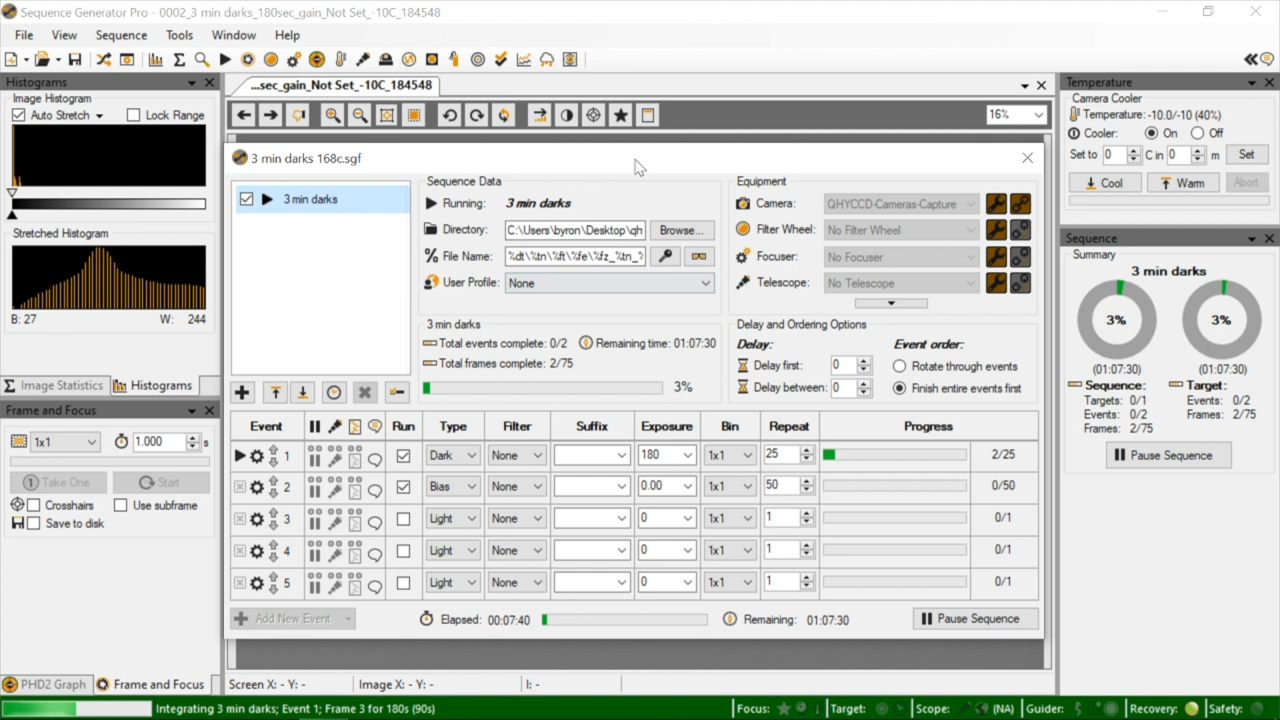 Sequence Generator Pro - 0002_3 min darks_180sec_gain_Not Set_-10C_184548
File View Sequence Tools Window Help
Histograms
Image Histogram
Auto Stretch Lock Range
Stretched Histogram
B: 27 W: 244
Image Statistics Histograms
Frame and Focus
1x1 1.000 s
Take One Start
Crosshairs Use subframe
Save to disk
PHD2 Graph Frame and Focus
...sec_gain_Not Set_-10C_184548
16%
3 min darks 168c.sgf
3 min darks
Sequence Data
Running: 3 min darks
Directory: C:\Users\byron\Desktop\qh Browse...
File Name: %dt\%tn\%ft\%fe\%fz_%tn_%
User Profile: None
Equipment
Camera: QHYCCD-Cameras-Capture
Filter Wheel: No Filter Wheel
Focuser: No Focuser
Telescope: No Telescope
3 min darks
Total events complete: 0/2 Remaining time: 01:07:30
Total frames complete: 2/75
3%
Delay and Ordering Options
Delay: Event order:
Delay first: 0 Rotate through events
Delay between: 0 Finish entire events first
Event Run Type Filter Suffix Exposure Bin Repeat Progress
1 Dark None 180 1x1 25 2/25
2 Bias None 0.00 1x1 50 0/50
3 Light None 0 1x1 1 0/1
4 Light None 0 1x1 1 0/1
5 Light None 0 1x1 1 0/1
Add New Event Elapsed: 00:07:40 Remaining: 01:07:30 Pause Sequence
Screen X: - Y: - Image X: - Y: - I: -
Temperature
Camera Cooler
Temperature: -10.0/-10 (40%)
Cooler: On Off
Set to 0 C in 0 m Set
Cool Warm Abort
Sequence
Summary
3 min darks
3% 3%
(01:07:30) (01:07:30)
Sequence: Target:
Targets: 0/1 Events: 0/2
Events: 0/2 Frames: 2/75
Frames: 2/75
Pause Sequence
Integrating 3 min darks; Event 1; Frame 3 for 180s (90s) Focus: Target: Scope: (NA) Guider: Recovery: Safety: